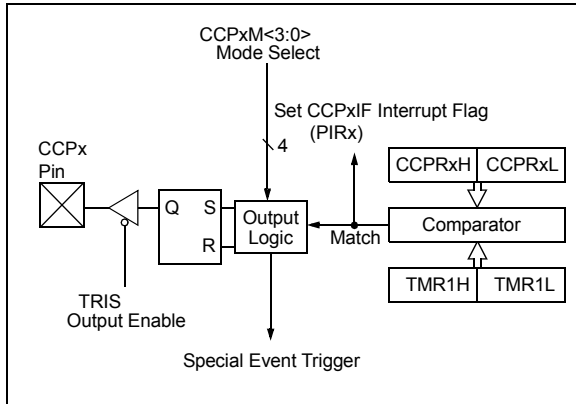 CCPxM<3:0>
Mode Select
Set CCPxIF Interrupt Flag
(PIRx)
4
CCPx
Pin
CCPRxH CCPRxL
Q S
R
Output
Logic
Match
Comparator
TMR1H TMR1L
TRIS
Output Enable
Special Event Trigger